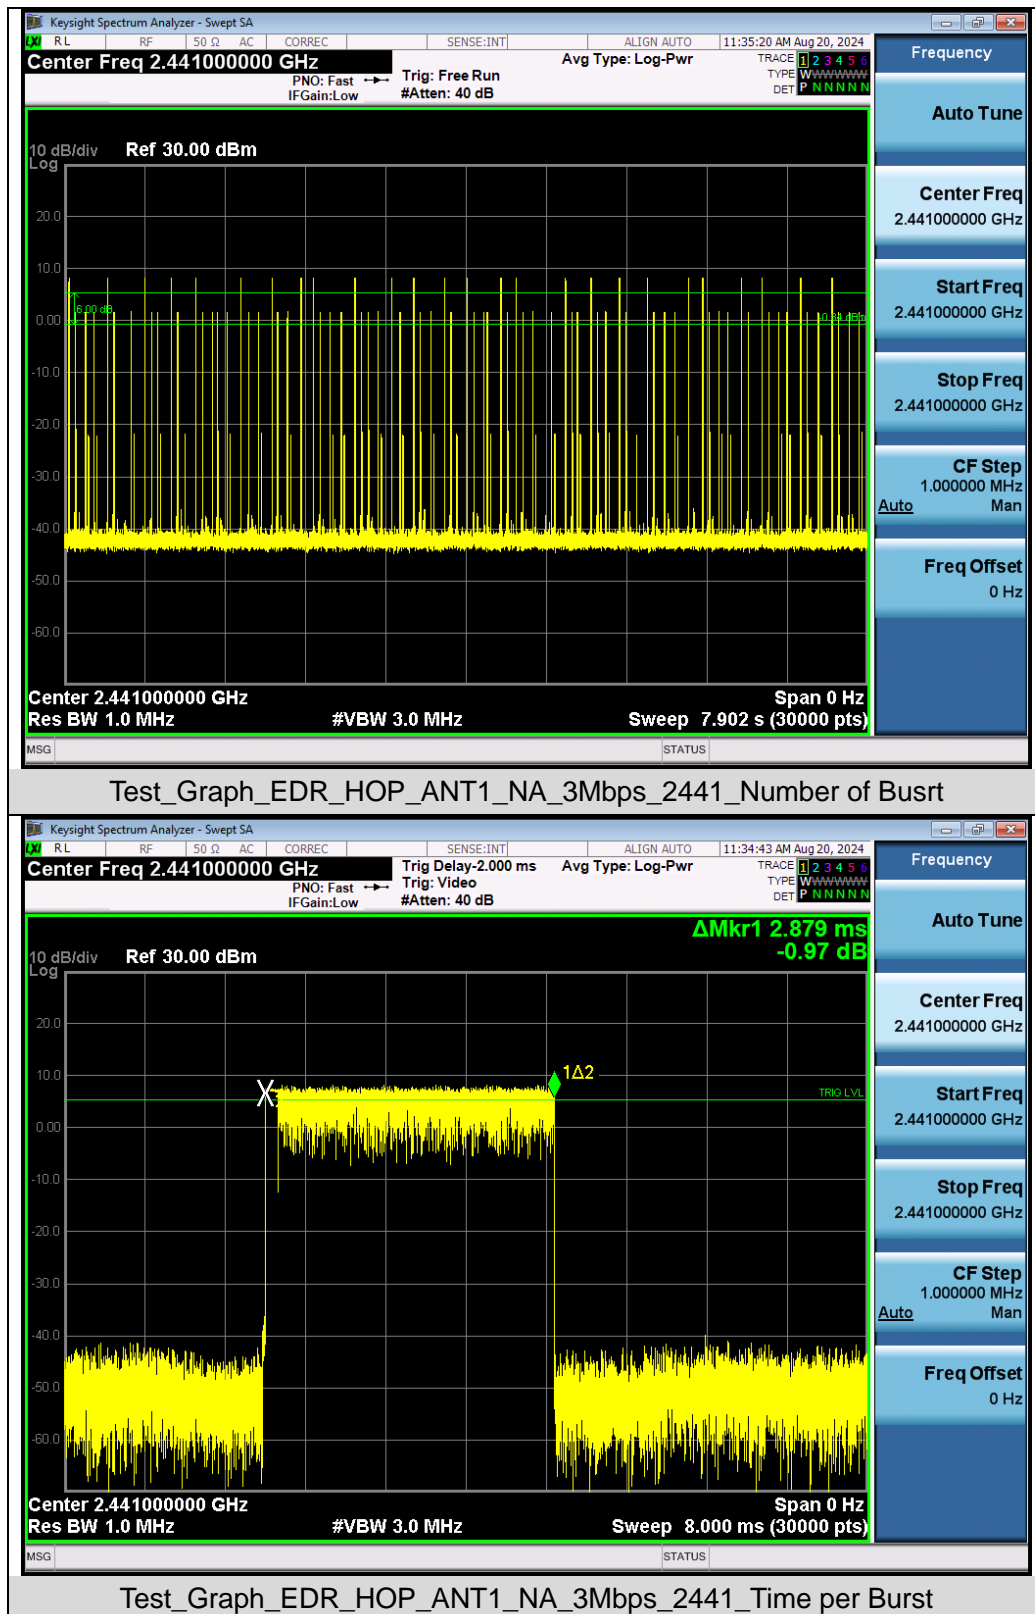 Keysight Spectrum Analyzer - Swept SA
LXI RL RF 50 Ω AC CORREC SENSE:INT ALIGN AUTO 11:35:20 AM Aug 20, 2024
Center Freq 2.441000000 GHz
PNO: Fast
IFGain:Low
Trig: Free Run
#Atten: 40 dB
Avg Type: Log-Pwr
TRACE 1 2 3 4 5 6
TYPE WWWWWW
DET P N N N N N
10 dB/div Ref 30.00 dBm
Log
20.0
10.0
6.00 dB
0.00
-10.0
-20.0
-30.0
-40.0
-50.0
-60.0
Center 2.441000000 GHz Span 0 Hz
Res BW 1.0 MHz #VBW 3.0 MHz Sweep 7.902 s (30000 pts)
MSG STATUS
Frequency
Auto Tune
Center Freq
2.441000000 GHz
Start Freq
2.441000000 GHz
Stop Freq
2.441000000 GHz
CF Step
1.000000 MHz
Auto Man
Freq Offset
0 Hz
Test_Graph_EDR_HOP_ANT1_NA_3Mbps_2441_Number of Busrt
Keysight Spectrum Analyzer - Swept SA
LXI RL RF 50 Ω AC CORREC SENSE:INT ALIGN AUTO 11:34:43 AM Aug 20, 2024
Center Freq 2.441000000 GHz
PNO: Fast
IFGain:Low
Trig Delay-2.000 ms
Trig: Video
#Atten: 40 dB
Avg Type: Log-Pwr
TRACE 1 2 3 4 5 6
TYPE WWWWWW
DET P N N N N N
ΔMkr1 2.879 ms
-0.97 dB
10 dB/div Ref 30.00 dBm
Log
20.0
10.0
1Δ2
TRIG LVL
0.00
-10.0
-20.0
-30.0
-40.0
-50.0
-60.0
Center 2.441000000 GHz Span 0 Hz
Res BW 1.0 MHz #VBW 3.0 MHz Sweep 8.000 ms (30000 pts)
MSG STATUS
Frequency
Auto Tune
Center Freq
2.441000000 GHz
Start Freq
2.441000000 GHz
Stop Freq
2.441000000 GHz
CF Step
1.000000 MHz
Auto Man
Freq Offset
0 Hz
Test_Graph_EDR_HOP_ANT1_NA_3Mbps_2441_Time per Burst